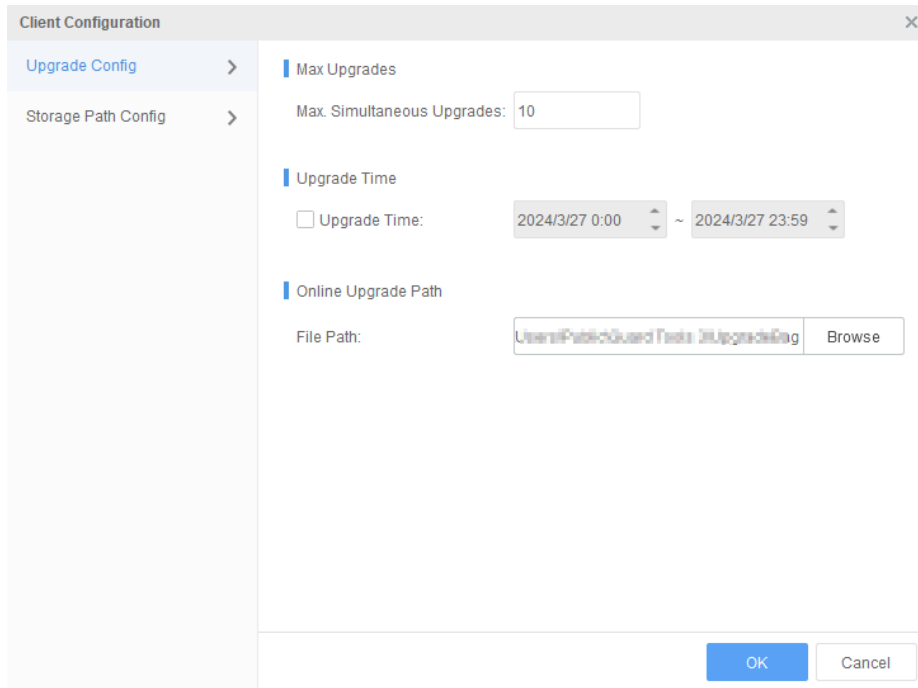 Client Configuration
Upgrade Config
Storage Path Config
Max Upgrades
Max. Simultaneous Upgrades: 10
Upgrade Time
Upgrade Time: 2024/3/27 0:00 ~ 2024/3/27 23:59
Online Upgrade Path
File Path: Browse
OK Cancel